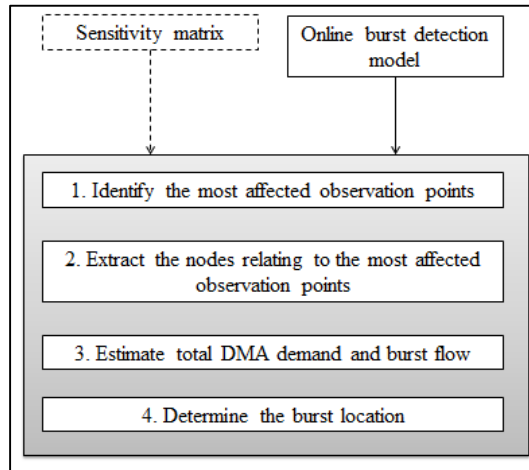 Sensitivity matrix
Online burst detection
model
1. Identify the most affected observation points
2. Extract the nodes relating to the most affected
observation points
3. Estimate total DMA demand and burst flow
4. Determine the burst location